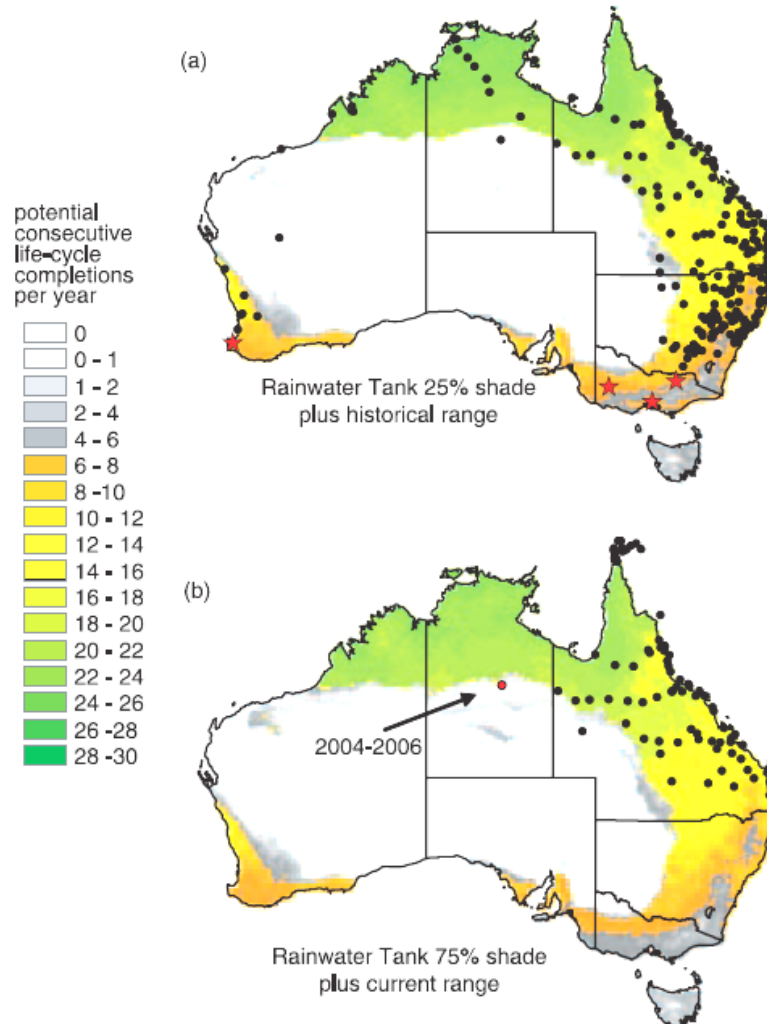 (a)
potential
consecutive
life-cycle
completions
per year
0
0 - 1
1 - 2
2 - 4
4 - 6
6 - 8
8 -10
10 - 12
12 - 14
14 - 16
16 - 18
18 - 20
20 - 22
22 - 24
24 - 26
26 -28
28 -30
Rainwater Tank 25% shade
plus historical range
(b)
2004-2006
Rainwater Tank 75% shade
plus current range